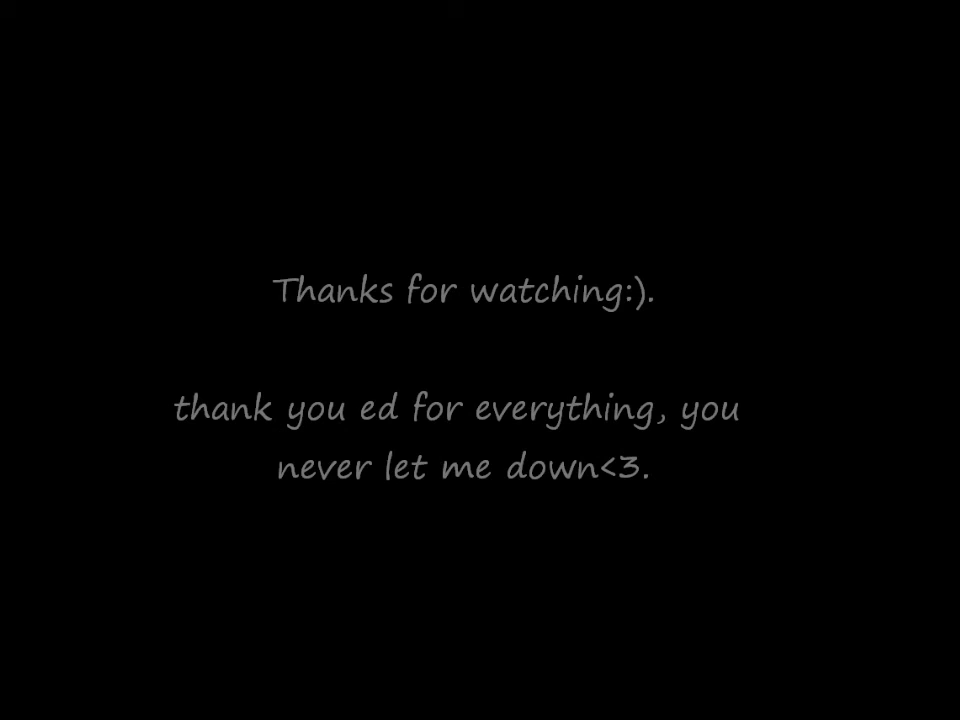 Thanks for watching:).
thank you ed for everything, you
never let me down<3.